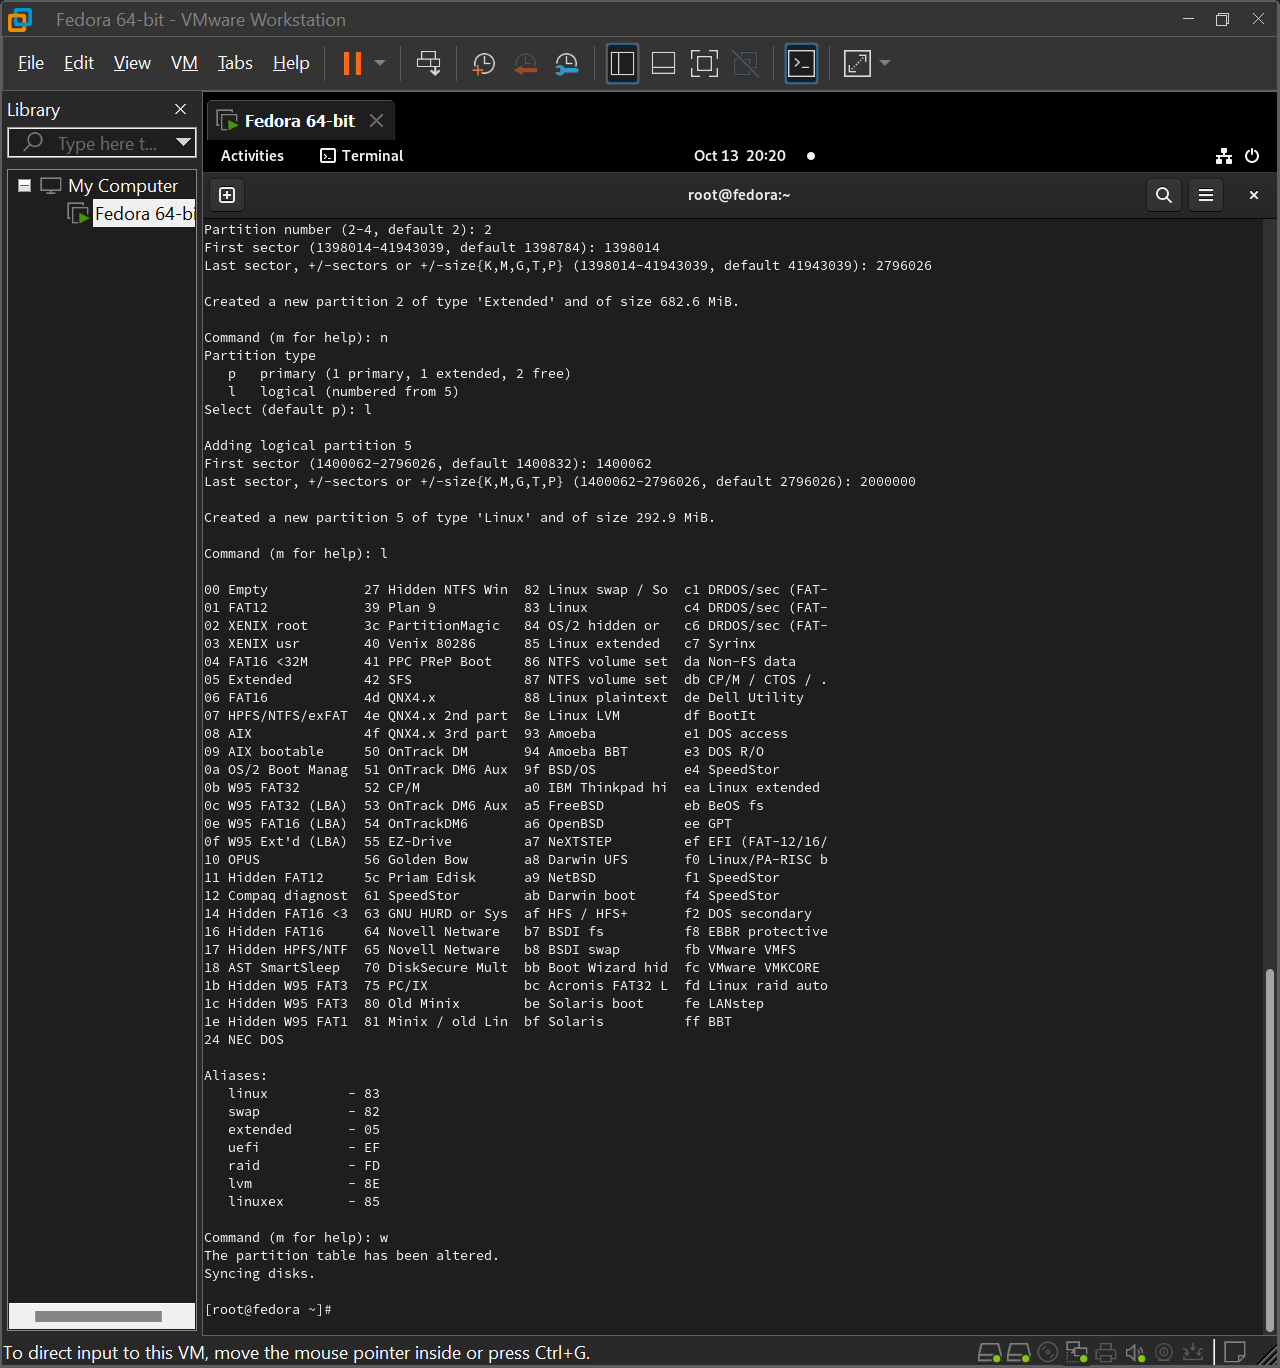 Fedora 64-bit - VMware Workstation
File Edit View VM Tabs Help
Library
Type here t...
My Computer
Fedora 64-bi
Fedora 64-bit
Activities Terminal Oct 13 20:20
root@fedora:~
Partition number (2-4, default 2): 2
First sector (1398014-41943039, default 1398784): 1398014
Last sector, +/-sectors or +/-size{K,M,G,T,P} (1398014-41943039, default 41943039): 2796026
Created a new partition 2 of type 'Extended' and of size 682.6 MiB.
Command (m for help): n
Partition type
p primary (1 primary, 1 extended, 2 free)
l logical (numbered from 5)
Select (default p): l
Adding logical partition 5
First sector (1400062-2796026, default 1400832): 1400062
Last sector, +/-sectors or +/-size{K,M,G,T,P} (1400062-2796026, default 2796026): 2000000
Created a new partition 5 of type 'Linux' and of size 292.9 MiB.
Command (m for help): l
00 Empty 27 Hidden NTFS Win 82 Linux swap / So c1 DRDOS/sec (FAT-
01 FAT12 39 Plan 9 83 Linux c4 DRDOS/sec (FAT-
02 XENIX root 3c PartitionMagic 84 OS/2 hidden or c6 DRDOS/sec (FAT-
03 XENIX usr 40 Venix 80286 85 Linux extended c7 Syrinx
04 FAT16 <32M 41 PPC PReP Boot 86 NTFS volume set da Non-FS data
05 Extended 42 SFS 87 NTFS volume set db CP/M / CTOS / .
06 FAT16 4d QNX4.x 88 Linux plaintext de Dell Utility
07 HPFS/NTFS/exFAT 4e QNX4.x 2nd part 8e Linux LVM df BootIt
08 AIX 4f QNX4.x 3rd part 93 Amoeba e1 DOS access
09 AIX bootable 50 OnTrack DM 94 Amoeba BBT e3 DOS R/O
0a OS/2 Boot Manag 51 OnTrack DM6 Aux 9f BSD/OS e4 SpeedStor
0b W95 FAT32 52 CP/M a0 IBM Thinkpad hi ea Linux extended
0c W95 FAT32 (LBA) 53 OnTrack DM6 Aux a5 FreeBSD eb BeOS fs
0e W95 FAT16 (LBA) 54 OnTrackDM6 a6 OpenBSD ee GPT
0f W95 Ext'd (LBA) 55 EZ-Drive a7 NeXTSTEP ef EFI (FAT-12/16/
10 OPUS 56 Golden Bow a8 Darwin UFS f0 Linux/PA-RISC b
11 Hidden FAT12 5c Priam Edisk a9 NetBSD f1 SpeedStor
12 Compaq diagnost 61 SpeedStor ab Darwin boot f4 SpeedStor
14 Hidden FAT16 <3 63 GNU HURD or Sys af HFS / HFS+ f2 DOS secondary
16 Hidden FAT16 64 Novell Netware b7 BSDI fs f8 EBBR protective
17 Hidden HPFS/NTF 65 Novell Netware b8 BSDI swap fb VMware VMFS
18 AST SmartSleep 70 DiskSecure Mult bb Boot Wizard hid fc VMware VMKCORE
1b Hidden W95 FAT3 75 PC/IX bc Acronis FAT32 L fd Linux raid auto
1c Hidden W95 FAT3 80 Old Minix be Solaris boot fe LANstep
1e Hidden W95 FAT1 81 Minix / old Lin bf Solaris ff BBT
24 NEC DOS
Aliases:
linux - 83
swap - 82
extended - 05
uefi - EF
raid - FD
lvm - 8E
linuxex - 85
Command (m for help): w
The partition table has been altered.
Syncing disks.
[root@fedora ~]#
To direct input to this VM, move the mouse pointer inside or press Ctrl+G.